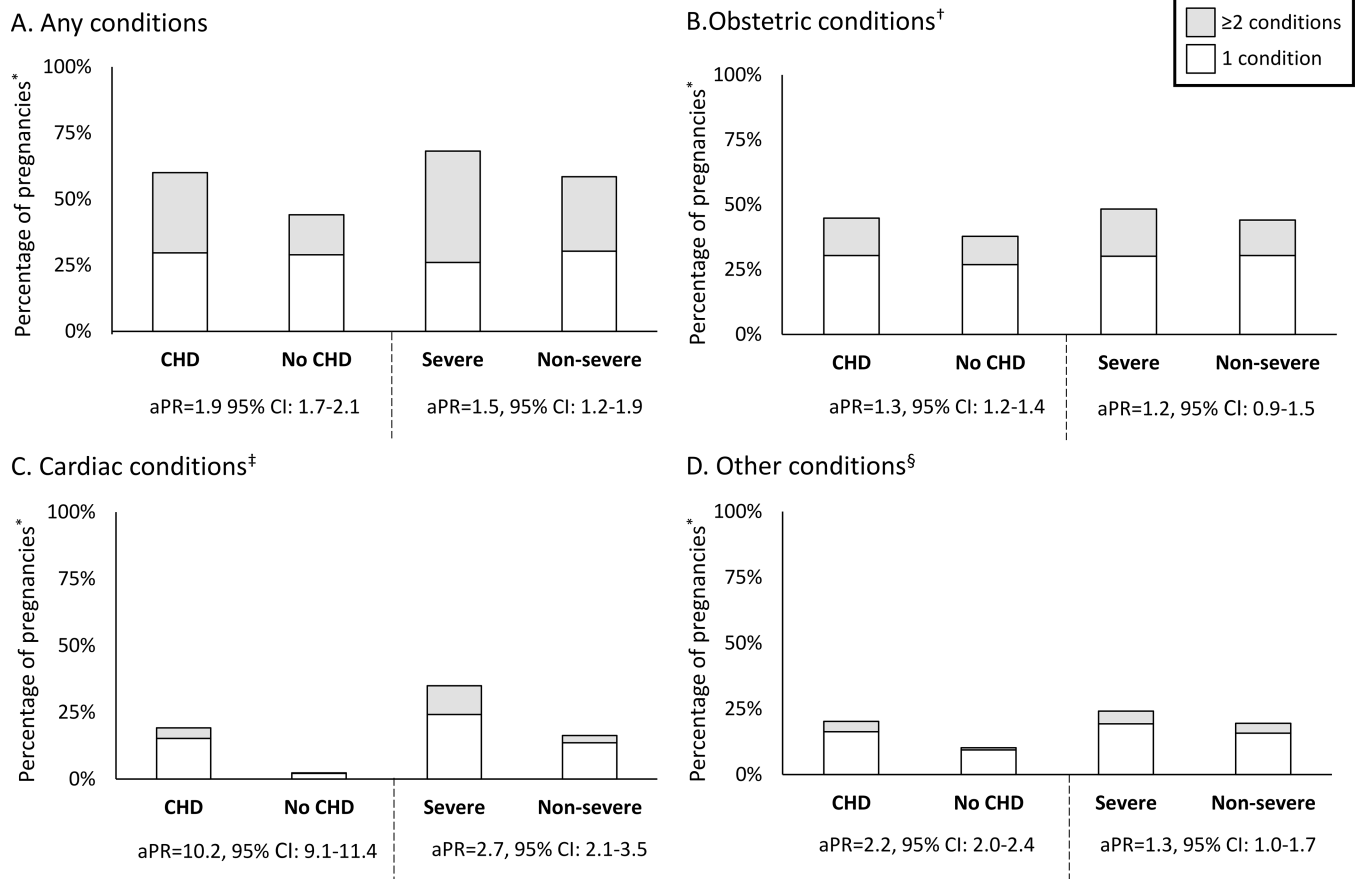 A. Any conditions
Percentage of pregnancies*
100%
75%
50%
25%
0%
CHD No CHD Severe Non-severe
aPR=1.9 95% CI: 1.7-2.1 aPR=1.5, 95% CI: 1.2-1.9
B.Obstetric conditions†
≥2 conditions
1 condition
Percentage of pregnancies*
100%
75%
50%
25%
0%
CHD No CHD Severe Non-severe
aPR=1.3, 95% CI: 1.2-1.4 aPR=1.2, 95% CI: 0.9-1.5
C. Cardiac conditions‡
Percentage of pregnancies*
100%
75%
50%
25%
0%
CHD No CHD Severe Non-severe
aPR=10.2, 95% CI: 9.1-11.4 aPR=2.7, 95% CI: 2.1-3.5
D. Other conditions§
Percentage of pregnancies*
100%
75%
50%
25%
0%
CHD No CHD Severe Non-severe
aPR=2.2, 95% CI: 2.0-2.4 aPR=1.3, 95% CI: 1.0-1.7